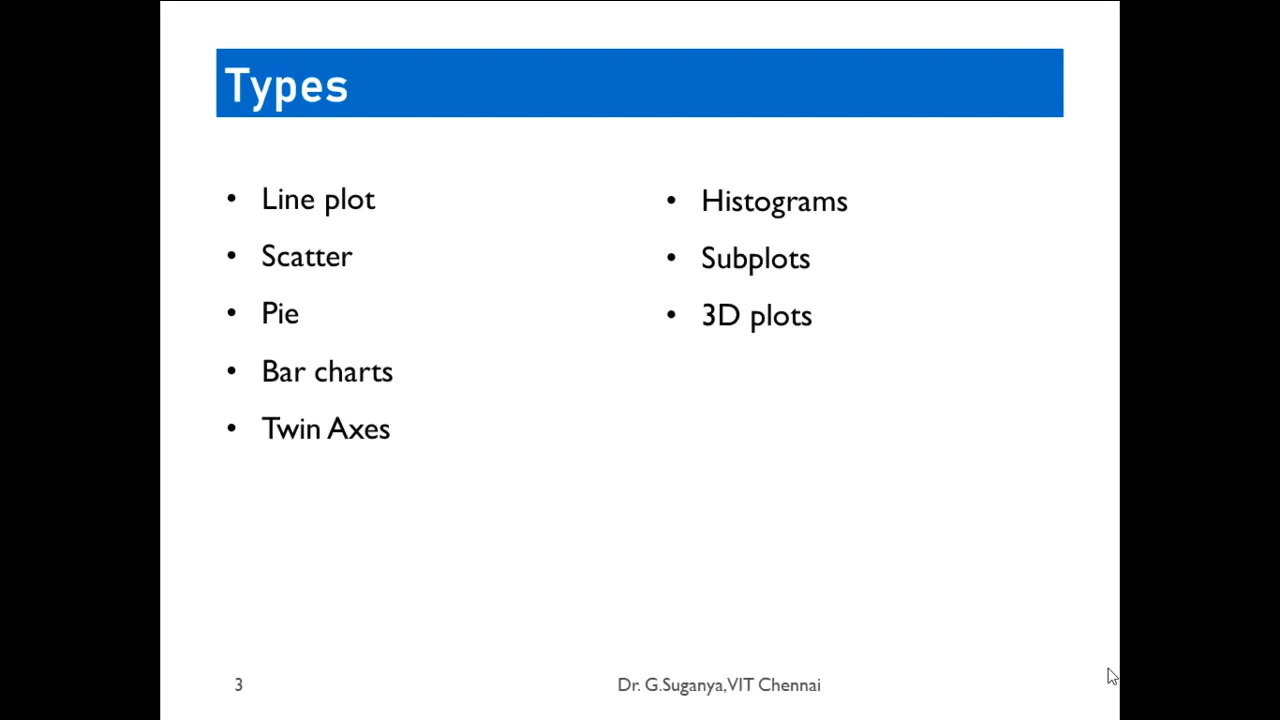 Types
• Line plot
• Scatter
• Pie
• Bar charts
• Twin Axes
• Histograms
• Subplots
• 3D plots
3
Dr. G.Suganya,VIT Chennai